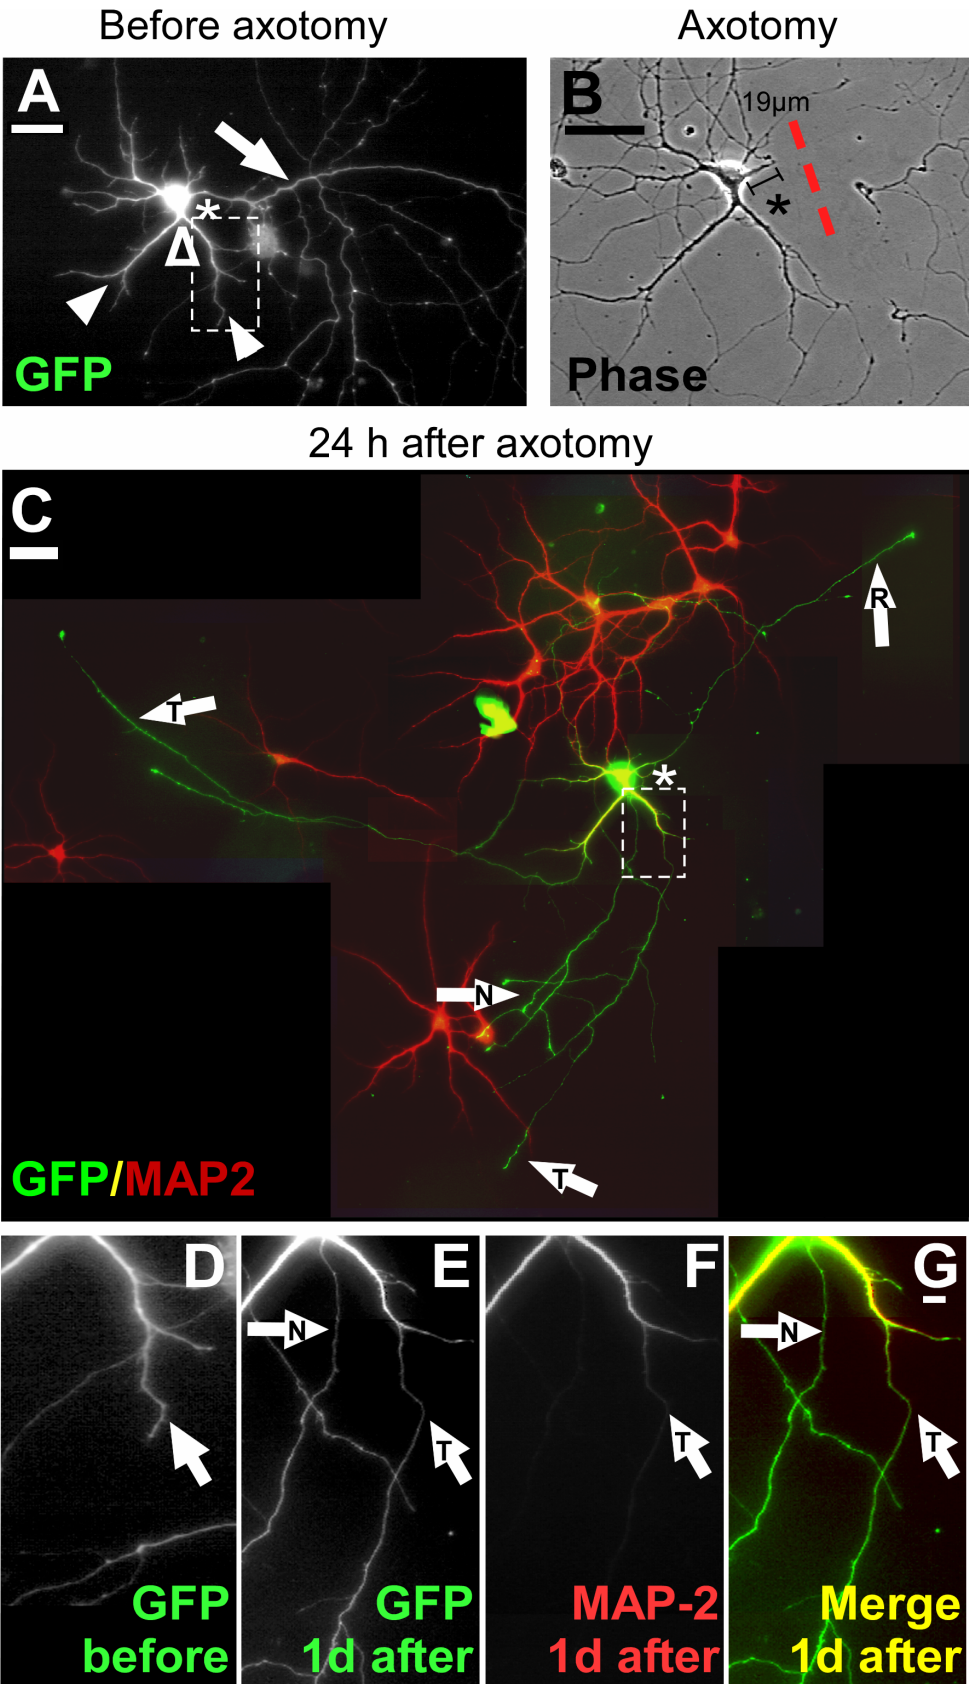 Before axotomy
Axotomy
A
*
Δ
GFP
B
19μm
*
Phase
24 h after axotomy
C
R
T
*
N
T
GFP/MAP2
D
GFP
before
E
N
T
GFP
1d after
F
T
MAP-2
1d after
G
N
T
Merge
1d after